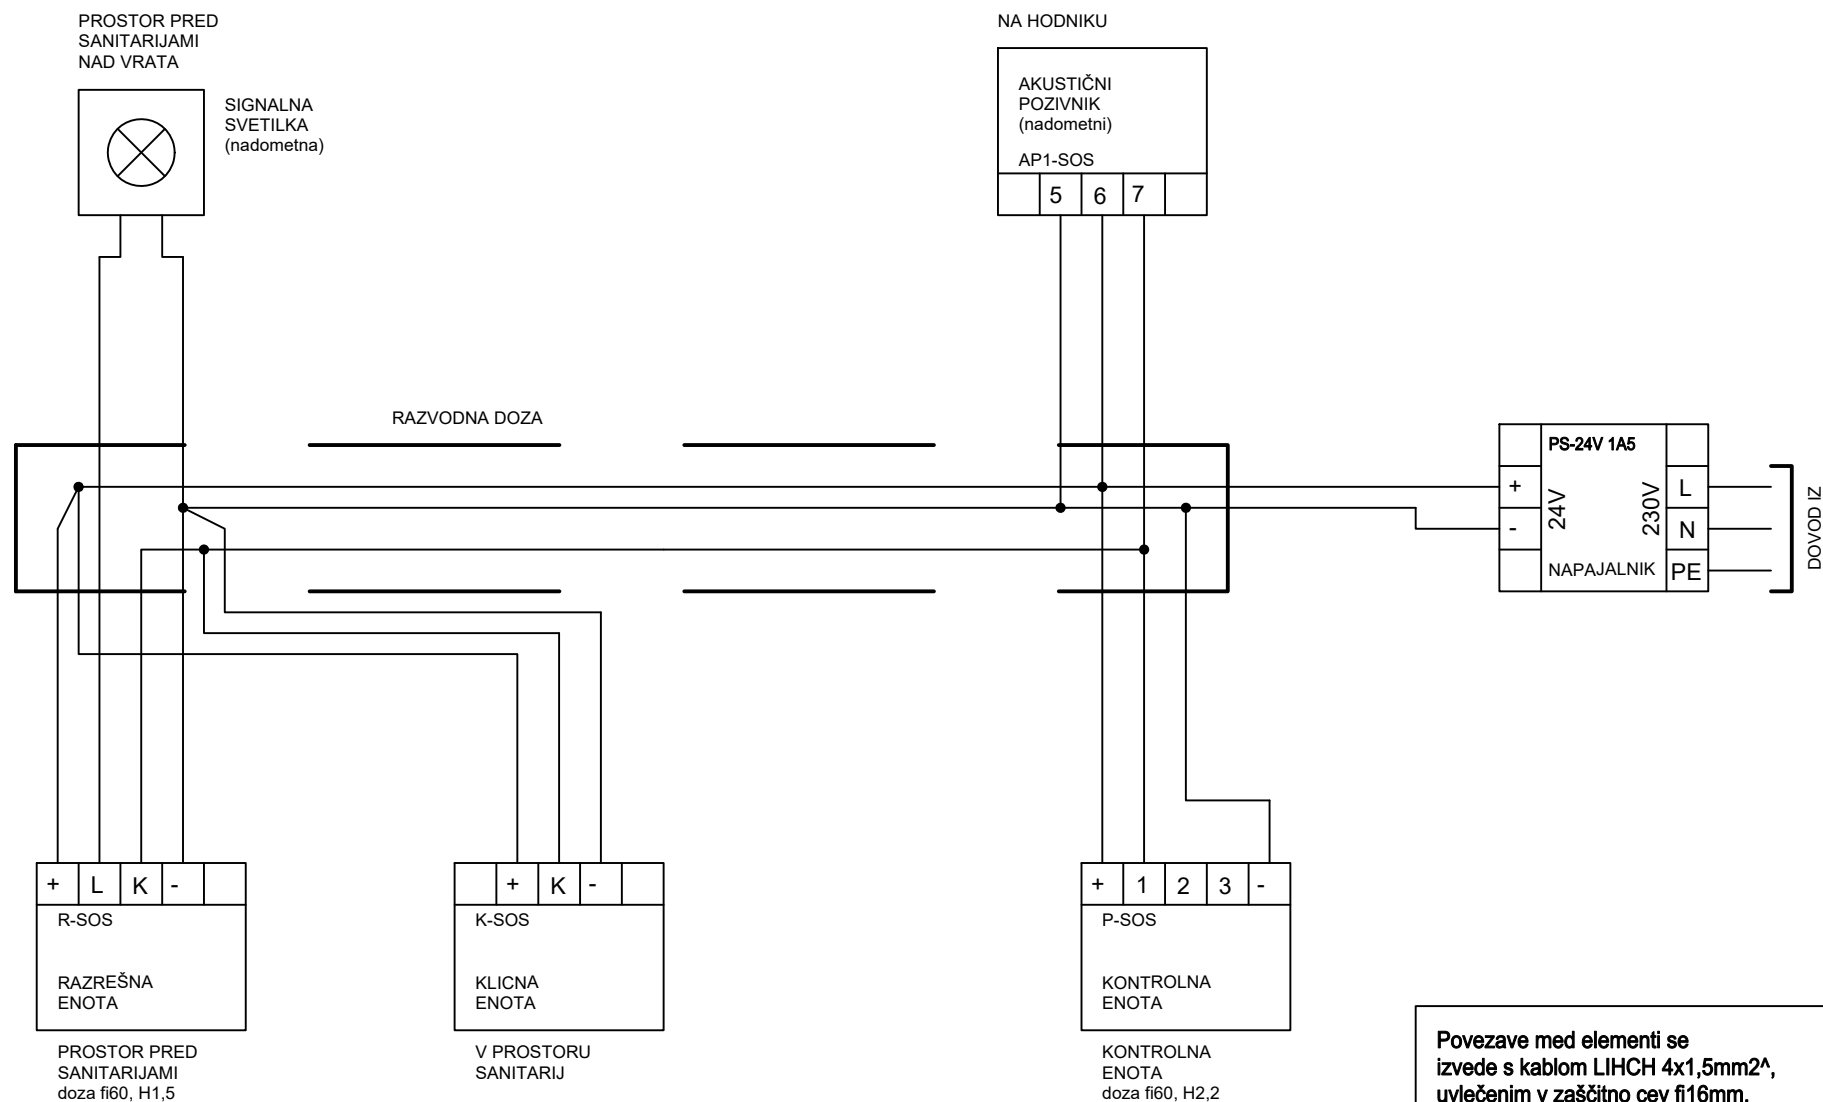 PROSTOR PRED
SANITARIJAMI
NAD VRATA
SIGNALNA
SVETILKA
(nadometna)
NA HODNIKU
AKUSTIČNI
POZIVNIK
(nadometni)
AP1-SOS
5 6 7
RAZVODNA DOZA
PS-24V 1A5
+
-
24V
230V
L
N
PE
NAPAJALNIK
DOVOD IZ
+ L K -
R-SOS
RAZREŠNA
ENOTA
PROSTOR PRED
SANITARIJAMI
doza fi60, H1,5
+ K -
K-SOS
KLICNA
ENOTA
V PROSTORU
SANITARIJ
+ 1 2 3 -
P-SOS
KONTROLNA
ENOTA
KONTROLNA
ENOTA
doza fi60, H2,2
Povezave med elementi se
izvede s kablom LIHCH 4x1,5mm2^,
uvlečenim v zaščitno cev fi16mm.